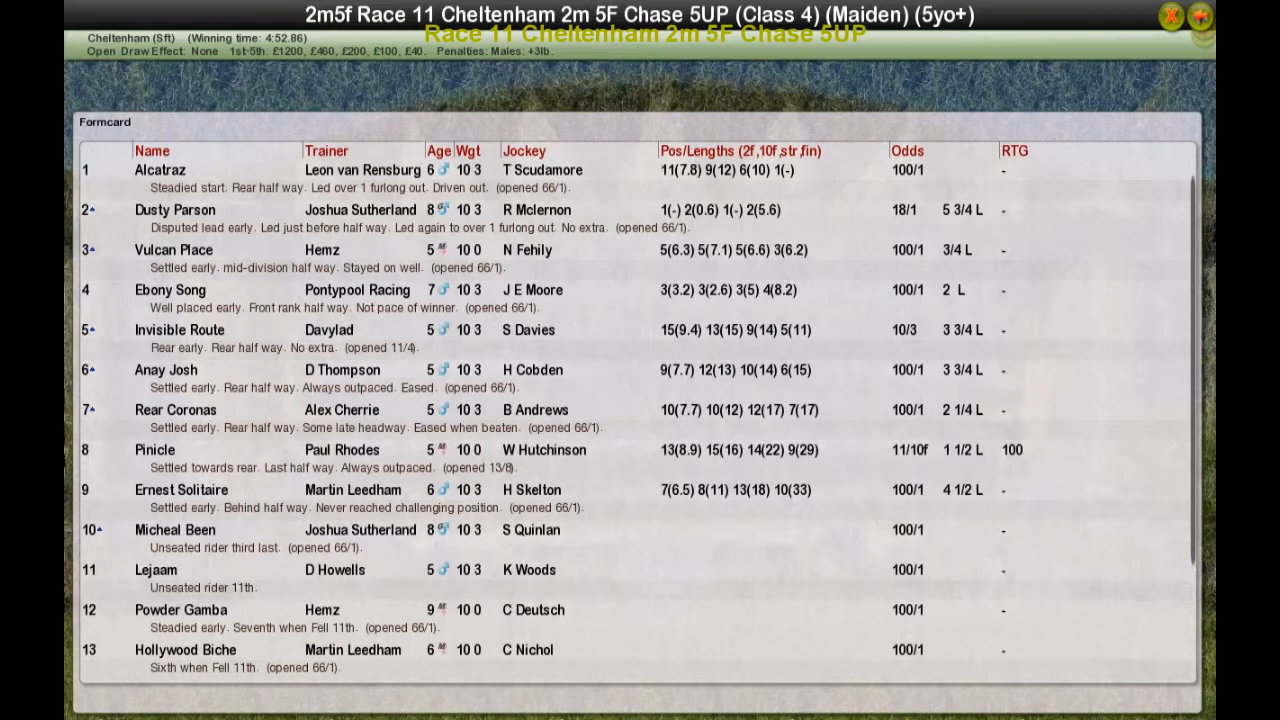 2m5f Race 11 Cheltenham 2m 5F Chase 5UP (Class 4) (Maiden) (5yo+)
Race 11 Cheltenham 2m 5F Chase 5UP
Cheltenham (Sft) (Winning time: 4:52.86)
Open Draw Effect: None 1st-5th: £1200, £460, £200, £100, £40. Penalties: Males: +3lb.
Formcard
Name Trainer Age Wgt Jockey Pos/Lengths (2f,10f,str,fin) Odds RTG
1 Alcatraz Leon van Rensburg 6 10 3 T Scudamore 11(7.8) 9(12) 6(10) 1(-) 100/1 -
Steadied start. Rear half way. Led over 1 furlong out. Driven out. (opened 66/1).
2 Dusty Parson Joshua Sutherland 8 10 3 R Mclernon 1(-) 2(0.6) 1(-) 2(5.6) 18/1 5 3/4 L -
Disputed lead early. Led just before half way. Led again to over 1 furlong out. No extra. (opened 66/1).
3 Vulcan Place Hemz 5 10 0 N Fehily 5(6.3) 5(7.1) 5(6.6) 3(6.2) 100/1 3/4 L -
Settled early. mid-division half way. Stayed on well. (opened 66/1).
4 Ebony Song Pontypool Racing 7 10 3 J E Moore 3(3.2) 3(2.6) 3(5) 4(8.2) 100/1 2 L -
Well placed early. Front rank half way. Not pace of winner. (opened 66/1).
5 Invisible Route Davylad 5 10 3 S Davies 15(9.4) 13(15) 9(14) 5(11) 10/3 3 3/4 L -
Rear early. Rear half way. No extra. (opened 11/4).
6 Anay Josh D Thompson 5 10 3 H Cobden 9(7.7) 12(13) 10(14) 6(15) 100/1 3 3/4 L -
Settled early. Rear half way. Always outpaced. Eased. (opened 66/1).
7 Rear Coronas Alex Cherrie 5 10 3 B Andrews 10(7.7) 10(12) 12(17) 7(17) 100/1 2 1/4 L -
Settled early. Rear half way. Some late headway. Eased when beaten. (opened 66/1).
8 Pinicle Paul Rhodes 5 10 0 W Hutchinson 13(8.9) 15(16) 14(22) 9(29) 11/10f 1 1/2 L 100
Settled towards rear. Last half way. Always outpaced. (opened 13/8).
9 Ernest Solitaire Martin Leedham 6 10 3 H Skelton 7(6.5) 8(11) 13(18) 10(33) 100/1 4 1/2 L -
Settled early. Behind half way. Never reached challenging position. (opened 66/1).
10 Micheal Been Joshua Sutherland 8 10 3 S Quinlan 100/1 -
Unseated rider third last. (opened 66/1).
11 Lejaam D Howells 5 10 3 K Woods 100/1 -
Unseated rider 11th.
12 Powder Gamba Hemz 9 10 0 C Deutsch 100/1 -
Steadied early. Seventh when Fell 11th. (opened 66/1).
13 Hollywood Biche Martin Leedham 6 10 0 C Nichol 100/1 -
Sixth when Fell 11th. (opened 66/1).